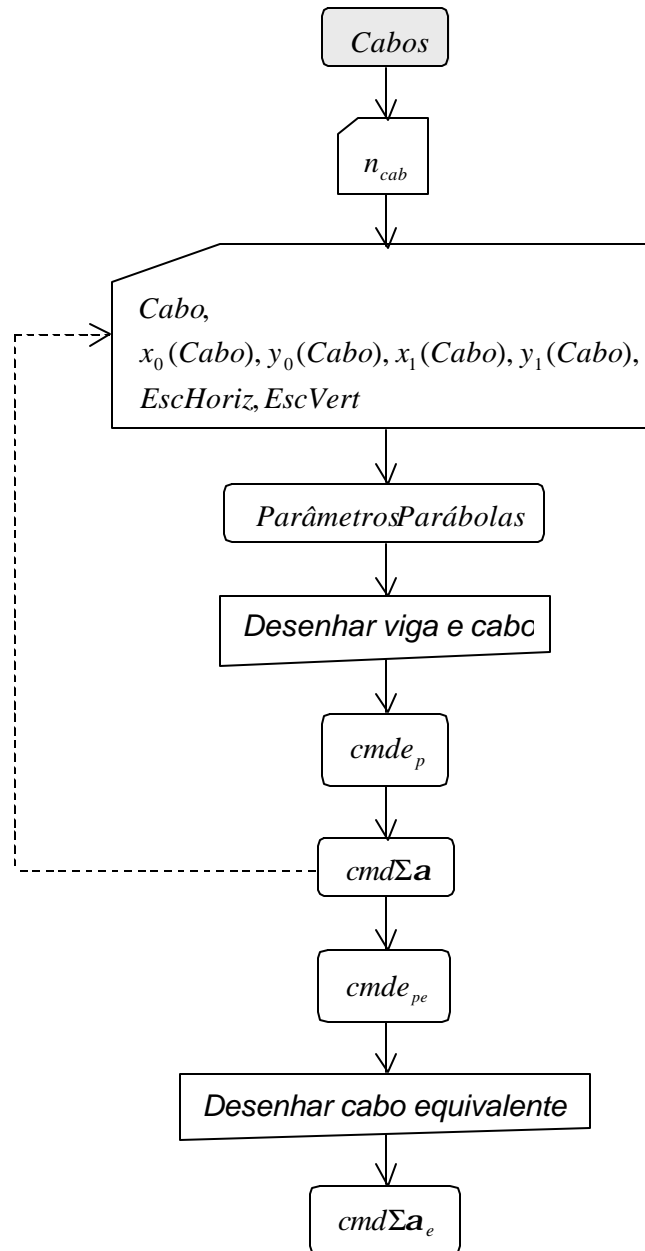 Cabos
n_cab
Cabo,
x_0(Cabo), y_0(Cabo), x_1(Cabo), y_1(Cabo),
EscHoriz, EscVert
ParâmetrosParábolas
Desenhar viga e cabo
cmde_p
cmdΣa
cmde_pe
Desenhar cabo equivalente
cmdΣa_e